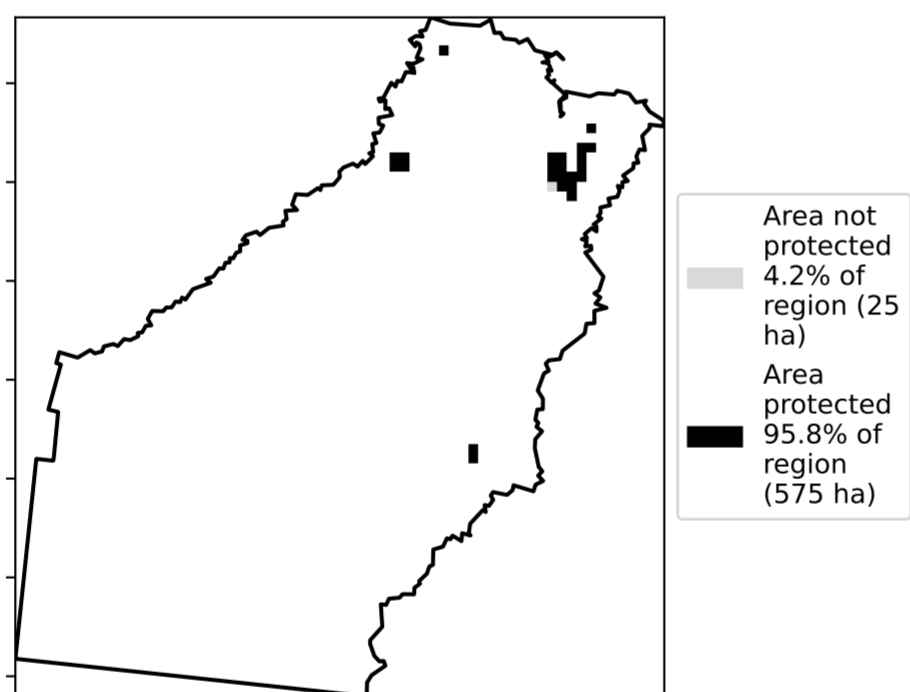 Area not
protected
4.2% of
region (25
ha)
Area
protected
95.8% of
region
(575 ha)